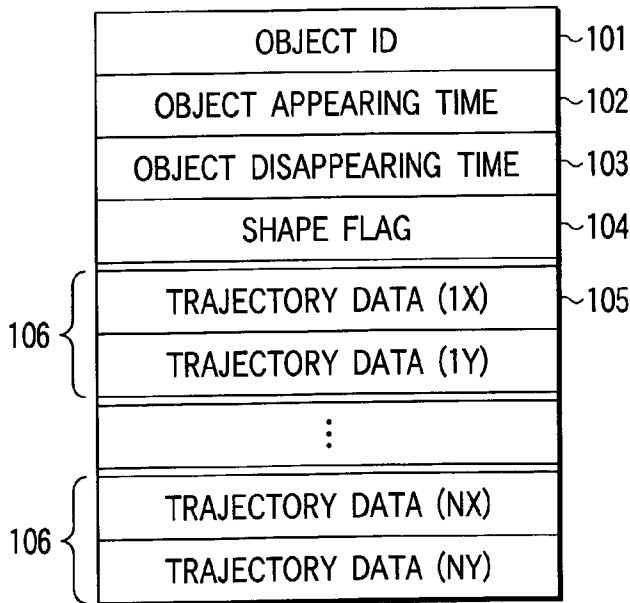 OBJECT ID 101
OBJECT APPEARING TIME 102
OBJECT DISAPPEARING TIME 103
SHAPE FLAG 104
TRAJECTORY DATA (1X) 105
106
TRAJECTORY DATA (1Y)
⋮
TRAJECTORY DATA (NX)
106
TRAJECTORY DATA (NY)